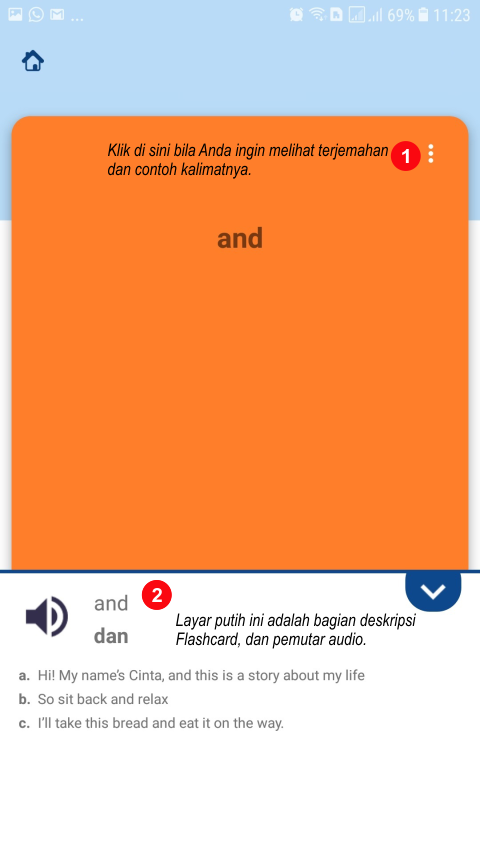 ... 69% 11:23
Klik di sini bila Anda ingin melihat terjemahan 1
dan contoh kalimatnya.
and
and 2
dan
Layar putih ini adalah bagian deskripsi
Flashcard, dan pemutar audio.
a. Hi! My name's Cinta, and this is a story about my life
b. So sit back and relax
c. I'll take this bread and eat it on the way.